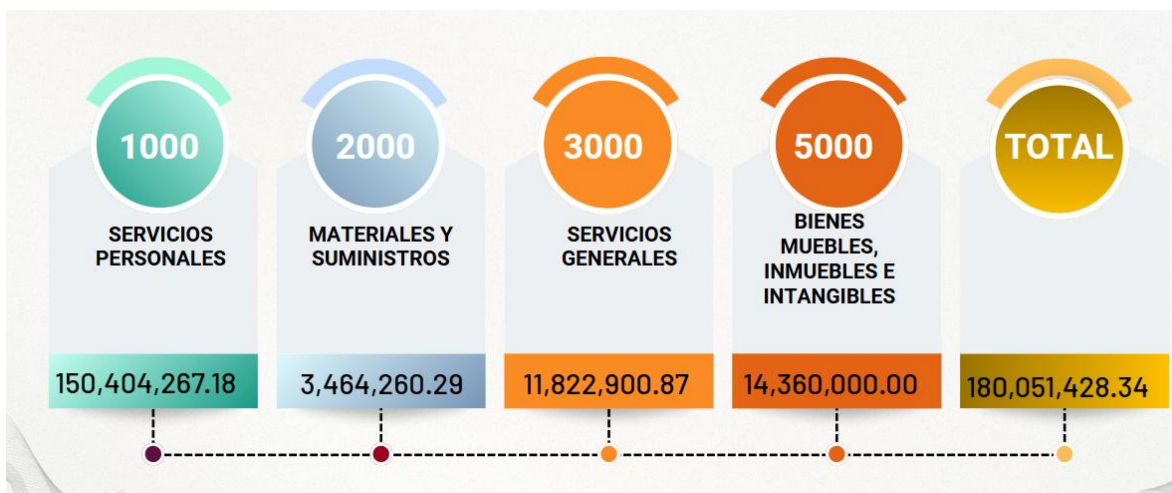 1000
SERVICIOS
PERSONALES
150,404,267.18
2000
MATERIALES Y
SUMINISTROS
3,464,260.29
3000
SERVICIOS
GENERALES
11,822,900.87
5000
BIENES
MUEBLES,
INMUEBLES E
INTANGIBLES
14,360,000.00
TOTAL
180,051,428.34